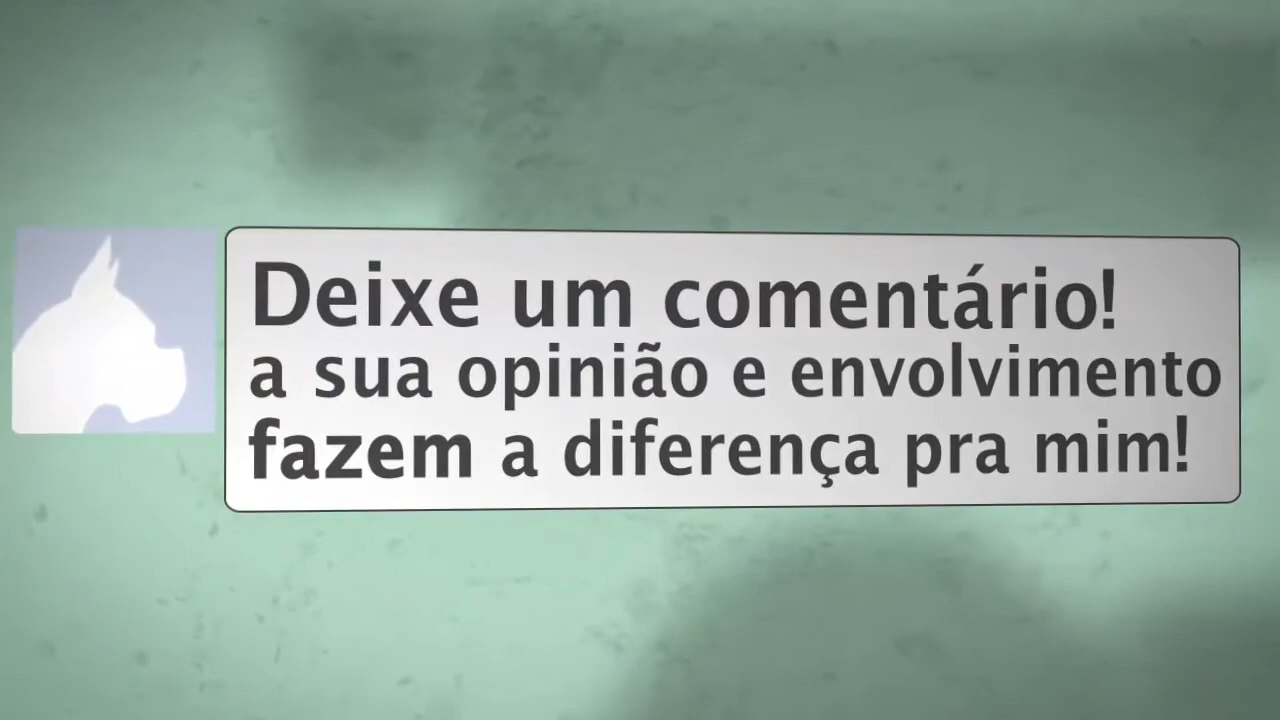 Deixe um comentário!
a sua opinião e envolvimento
fazem a diferença pra mim!